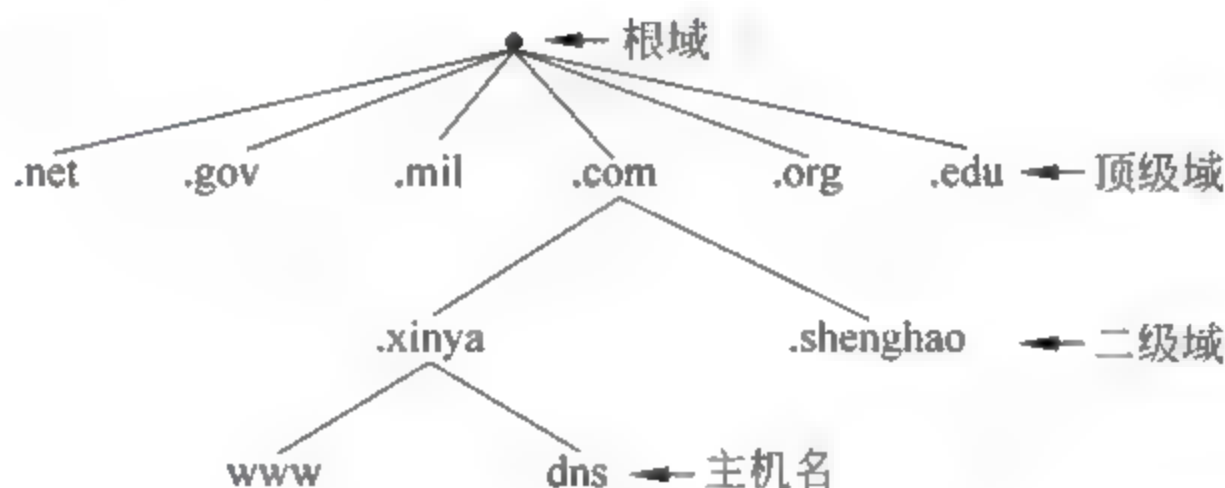 根域
.net .gov .mil .com .org .edu 顶级域
.xinya .shenghao 二级域
www dns 主机名